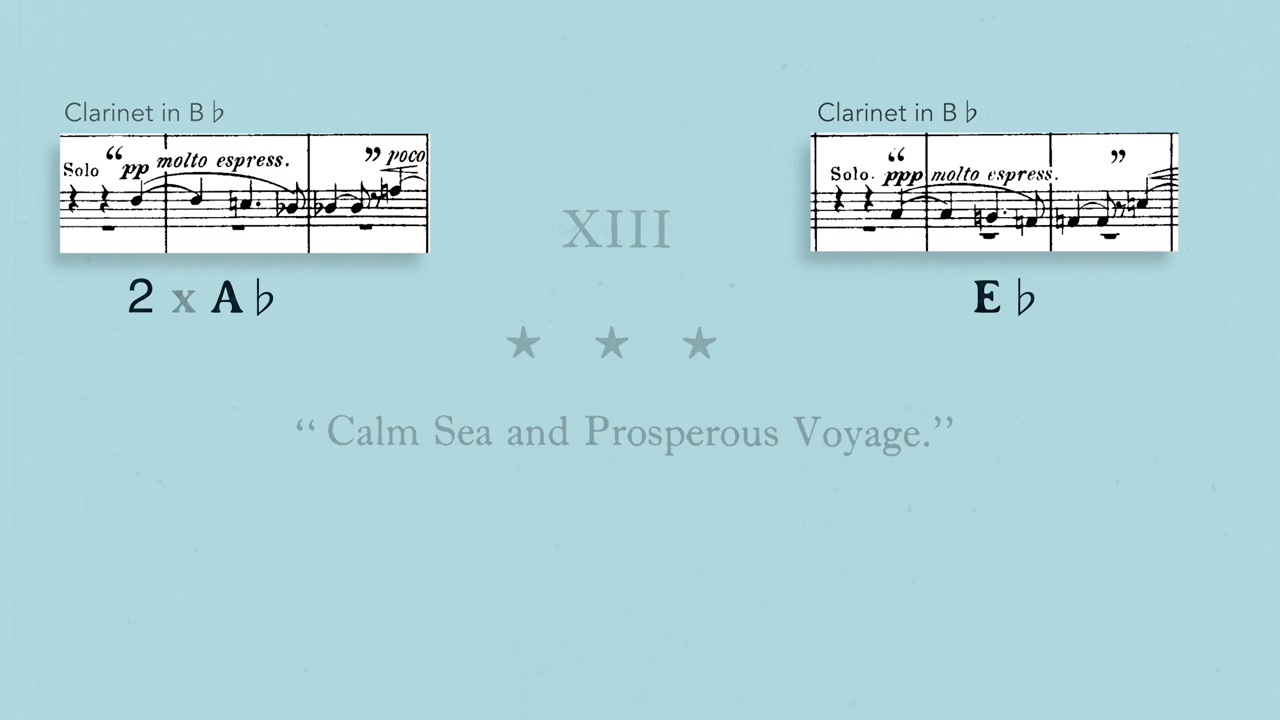 Clarinet in B♭
Solo “ pp molto espress. ” poco
2 x A♭
Clarinet in B♭
Solo. “ ppp molto espress. ”
E♭
XIII
★ ★ ★
“Calm Sea and Prosperous Voyage.”